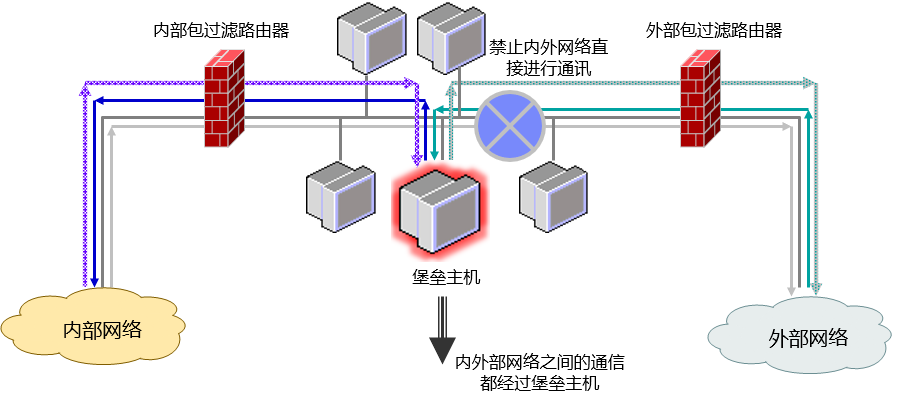 内部包过滤路由器
外部包过滤路由器
禁止内外网络直
接进行通讯
堡垒主机
内部网络
外部网络
内外部网络之间的通信
都经过堡垒主机